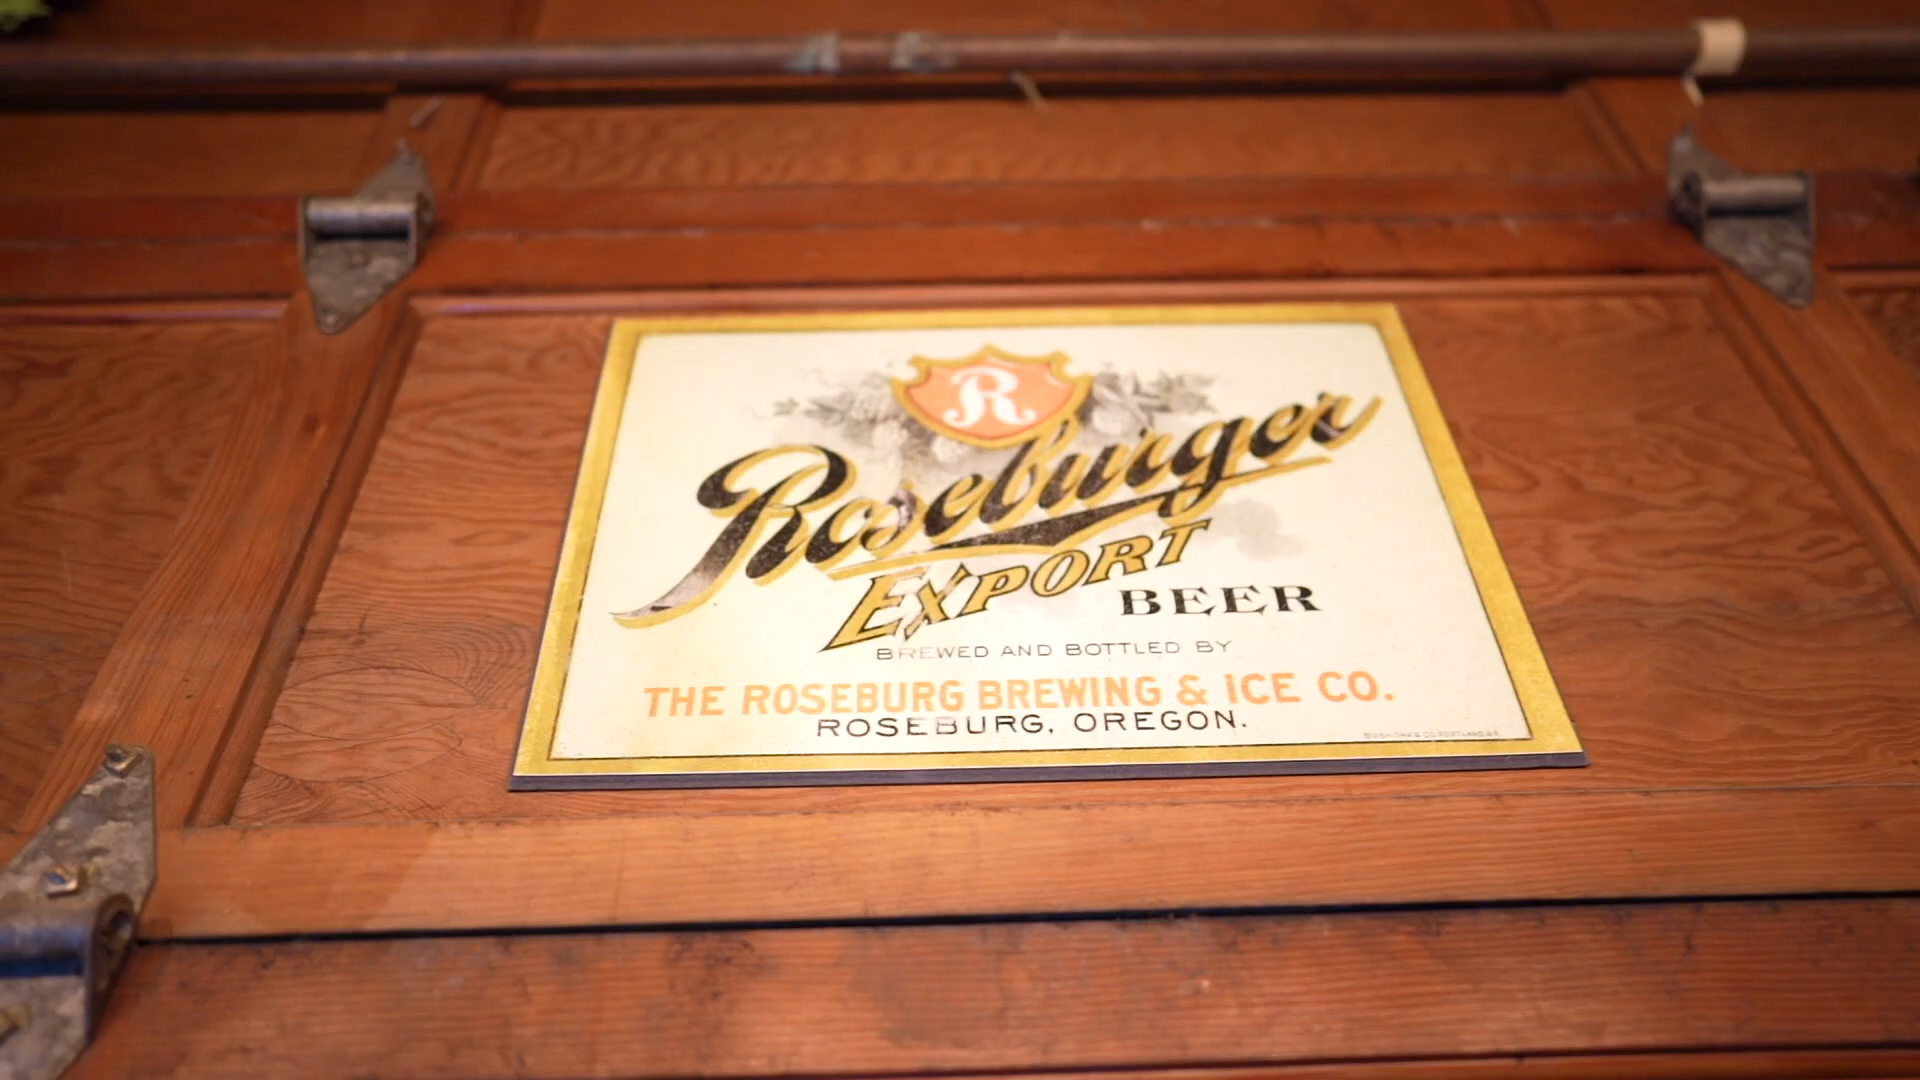 R
Roseburger
EXPORT
BEER
BREWED AND BOTTLED BY
THE ROSEBURG BREWING & ICE CO.
ROSEBURG, OREGON.